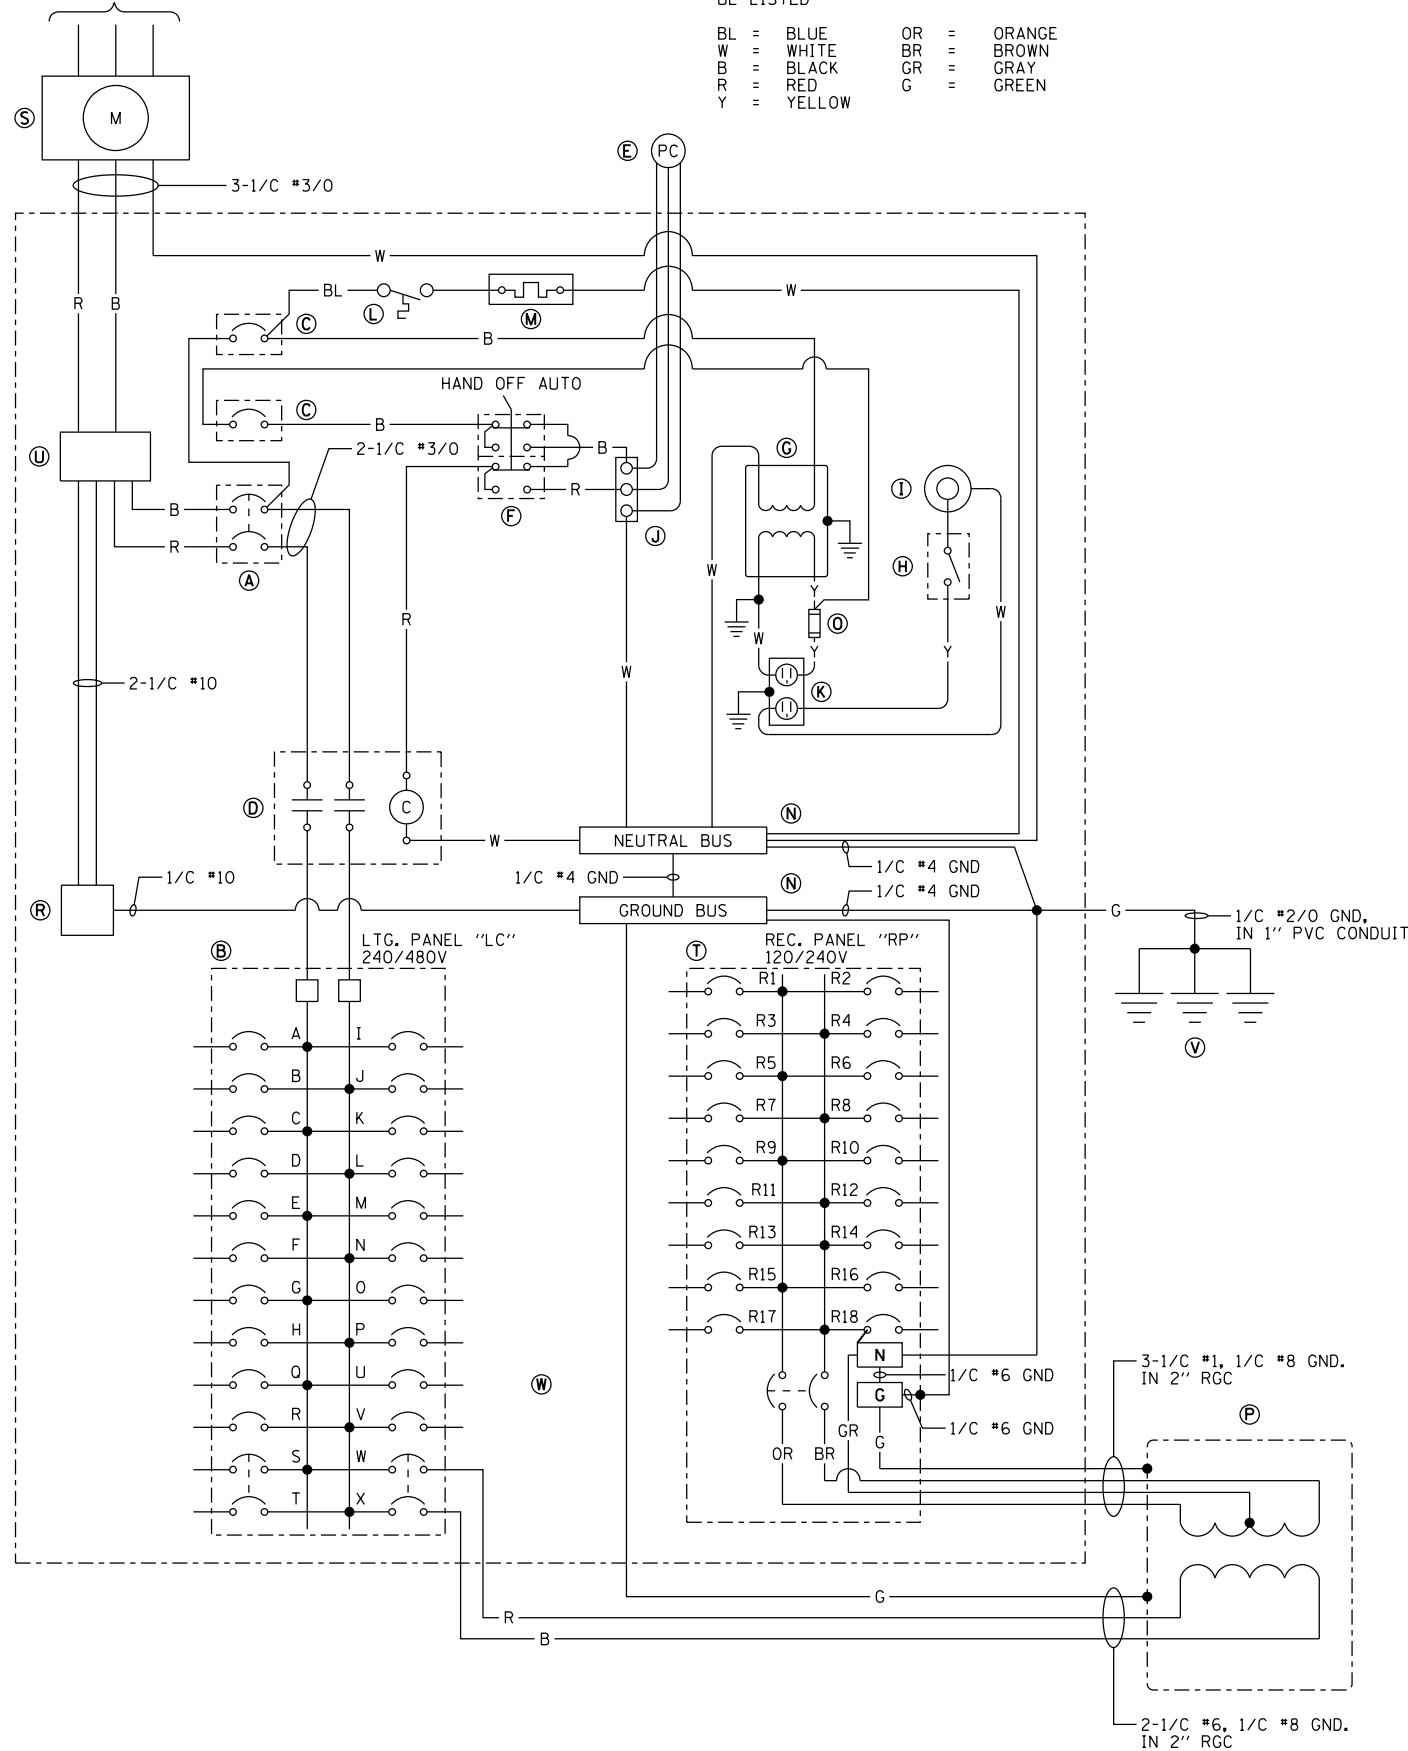 BL = BLUE OR = ORANGE
W = WHITE BR = BROWN
B = BLACK GR = GRAY
R = RED G = GREEN
Y = YELLOW
S
M
E
PC
3-1/C #3/0
W
R
B
BL
L
M
W
C
B
HAND OFF AUTO
C
B
2-1/C #3/0
B
U
G
I
R
F
J
B
R
A
H
W
Y
W
R
O
W
Y
Y
W
K
2-1/C #10
D
C
N
W
NEUTRAL BUS
1/C #4 GND
1/C #10
1/C #4 GND
N
1/C #4 GND
R
GROUND BUS
G
1/C #2/0 GND,
IN 1" PVC CONDUIT
B
LTG. PANEL "LC"
240/480V
T
REC. PANEL "RP"
120/240V
V
R1 R2
R3 R4
R5 R6
R7 R8
R9 R10
R11 R12
R13 R14
R15 R16
R17 R18
A I
B J
C K
D L
E M
F N
G O
H P
Q U
R V
S W
T X
W
N
1/C #6 GND
G
1/C #6 GND
GR
G
OR
BR
3-1/C #1, 1/C #8 GND.
IN 2" RGC
P
G
R
B
2-1/C #6, 1/C #8 GND.
IN 2" RGC